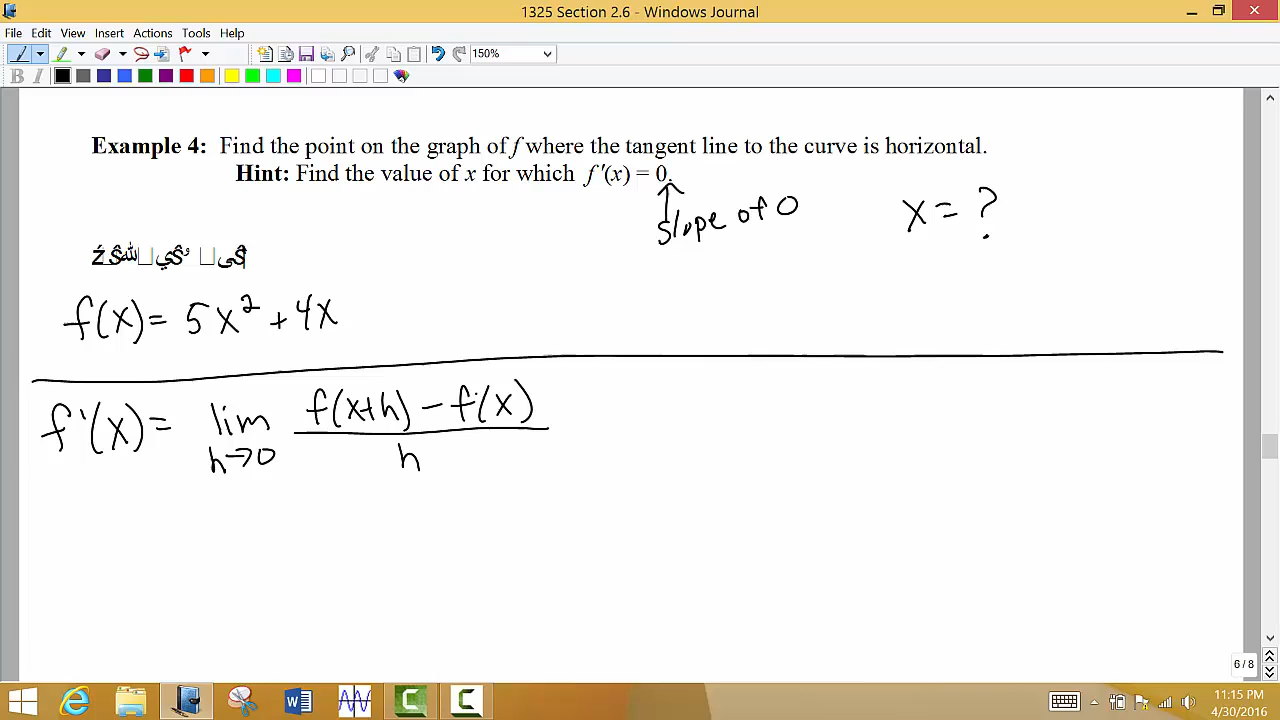 1325 Section 2.6 - Windows Journal
File Edit View Insert Actions Tools Help
150%
B I
Example 4: Find the point on the graph of f where the tangent line to the curve is horizontal.
Hint: Find the value of x for which f '(x) = 0.
slope of 0
x = ?
f(x) = 5x² + 4x
f'(x) = lim h→0 f(x+h) - f(x) / h
6 / 8
11:15 PM
4/30/2016